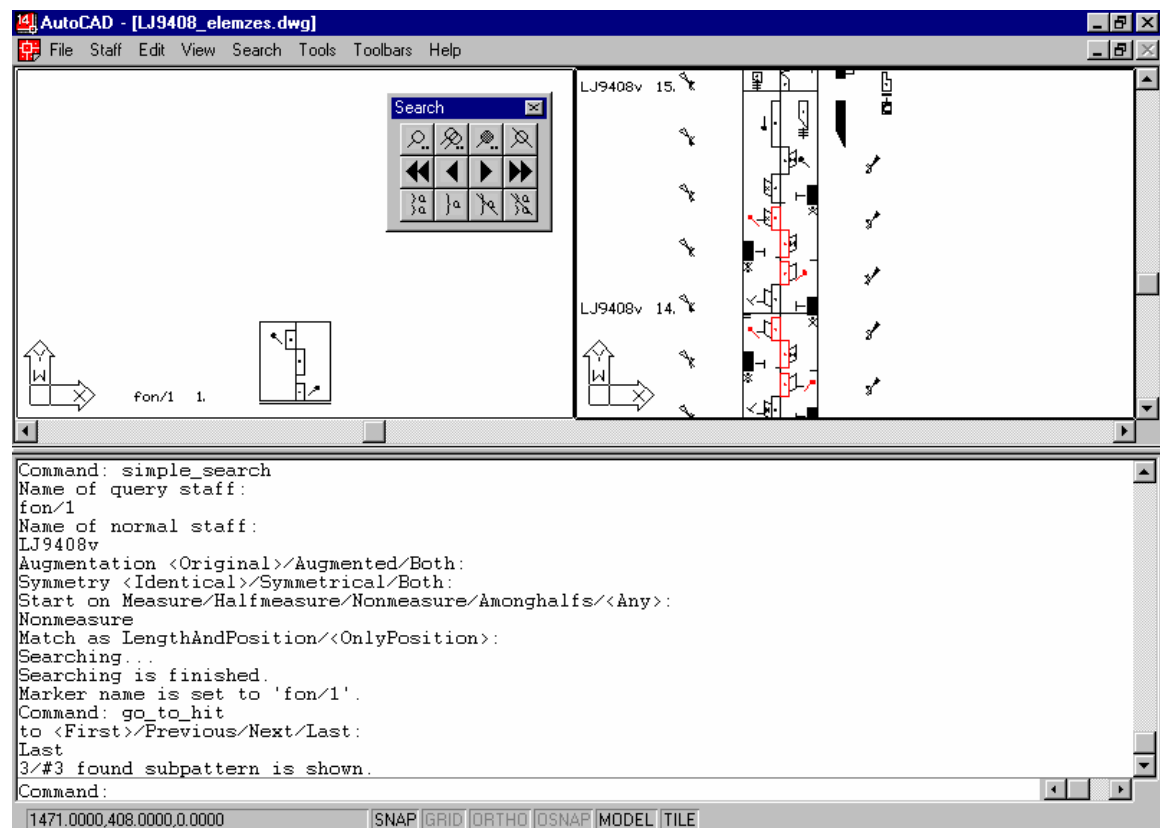 AutoCAD - [LJ9408_elemzes.dwg]
File Staff Edit View Search Tools Toolbars Help
Search
LJ9408v 15.
LJ9408v 14.
Y
W
X
fon/1 1.
Y
W
X
Command: simple_search
Name of query staff:
fon/1
Name of normal staff:
LJ9408v
Augmentation <Original>/Augmented/Both:
Symmetry <Identical>/Symmetrical/Both:
Start on Measure/Halfmeasure/Nonmeasure/Amonghalfs/<Any>:
Nonmeasure
Match as LengthAndPosition/<OnlyPosition>:
Searching...
Searching is finished.
Marker name is set to 'fon/1'.
Command: go_to_hit
to <First>/Previous/Next/Last:
Last
3/#3 found subpattern is shown.
Command:
1471.0000,408.0000,0.0000 SNAP GRID ORTHO OSNAP MODEL TILE